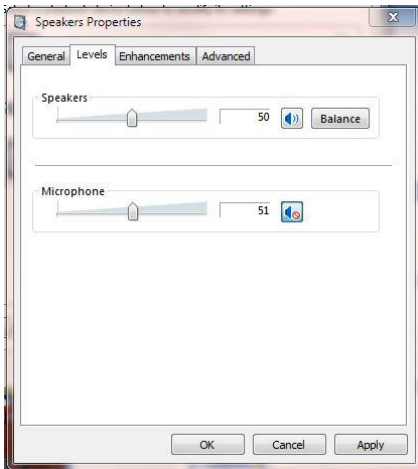 Speakers Properties
General Levels Enhancements Advanced
Speakers
50 Balance
Microphone
51
OK Cancel Apply